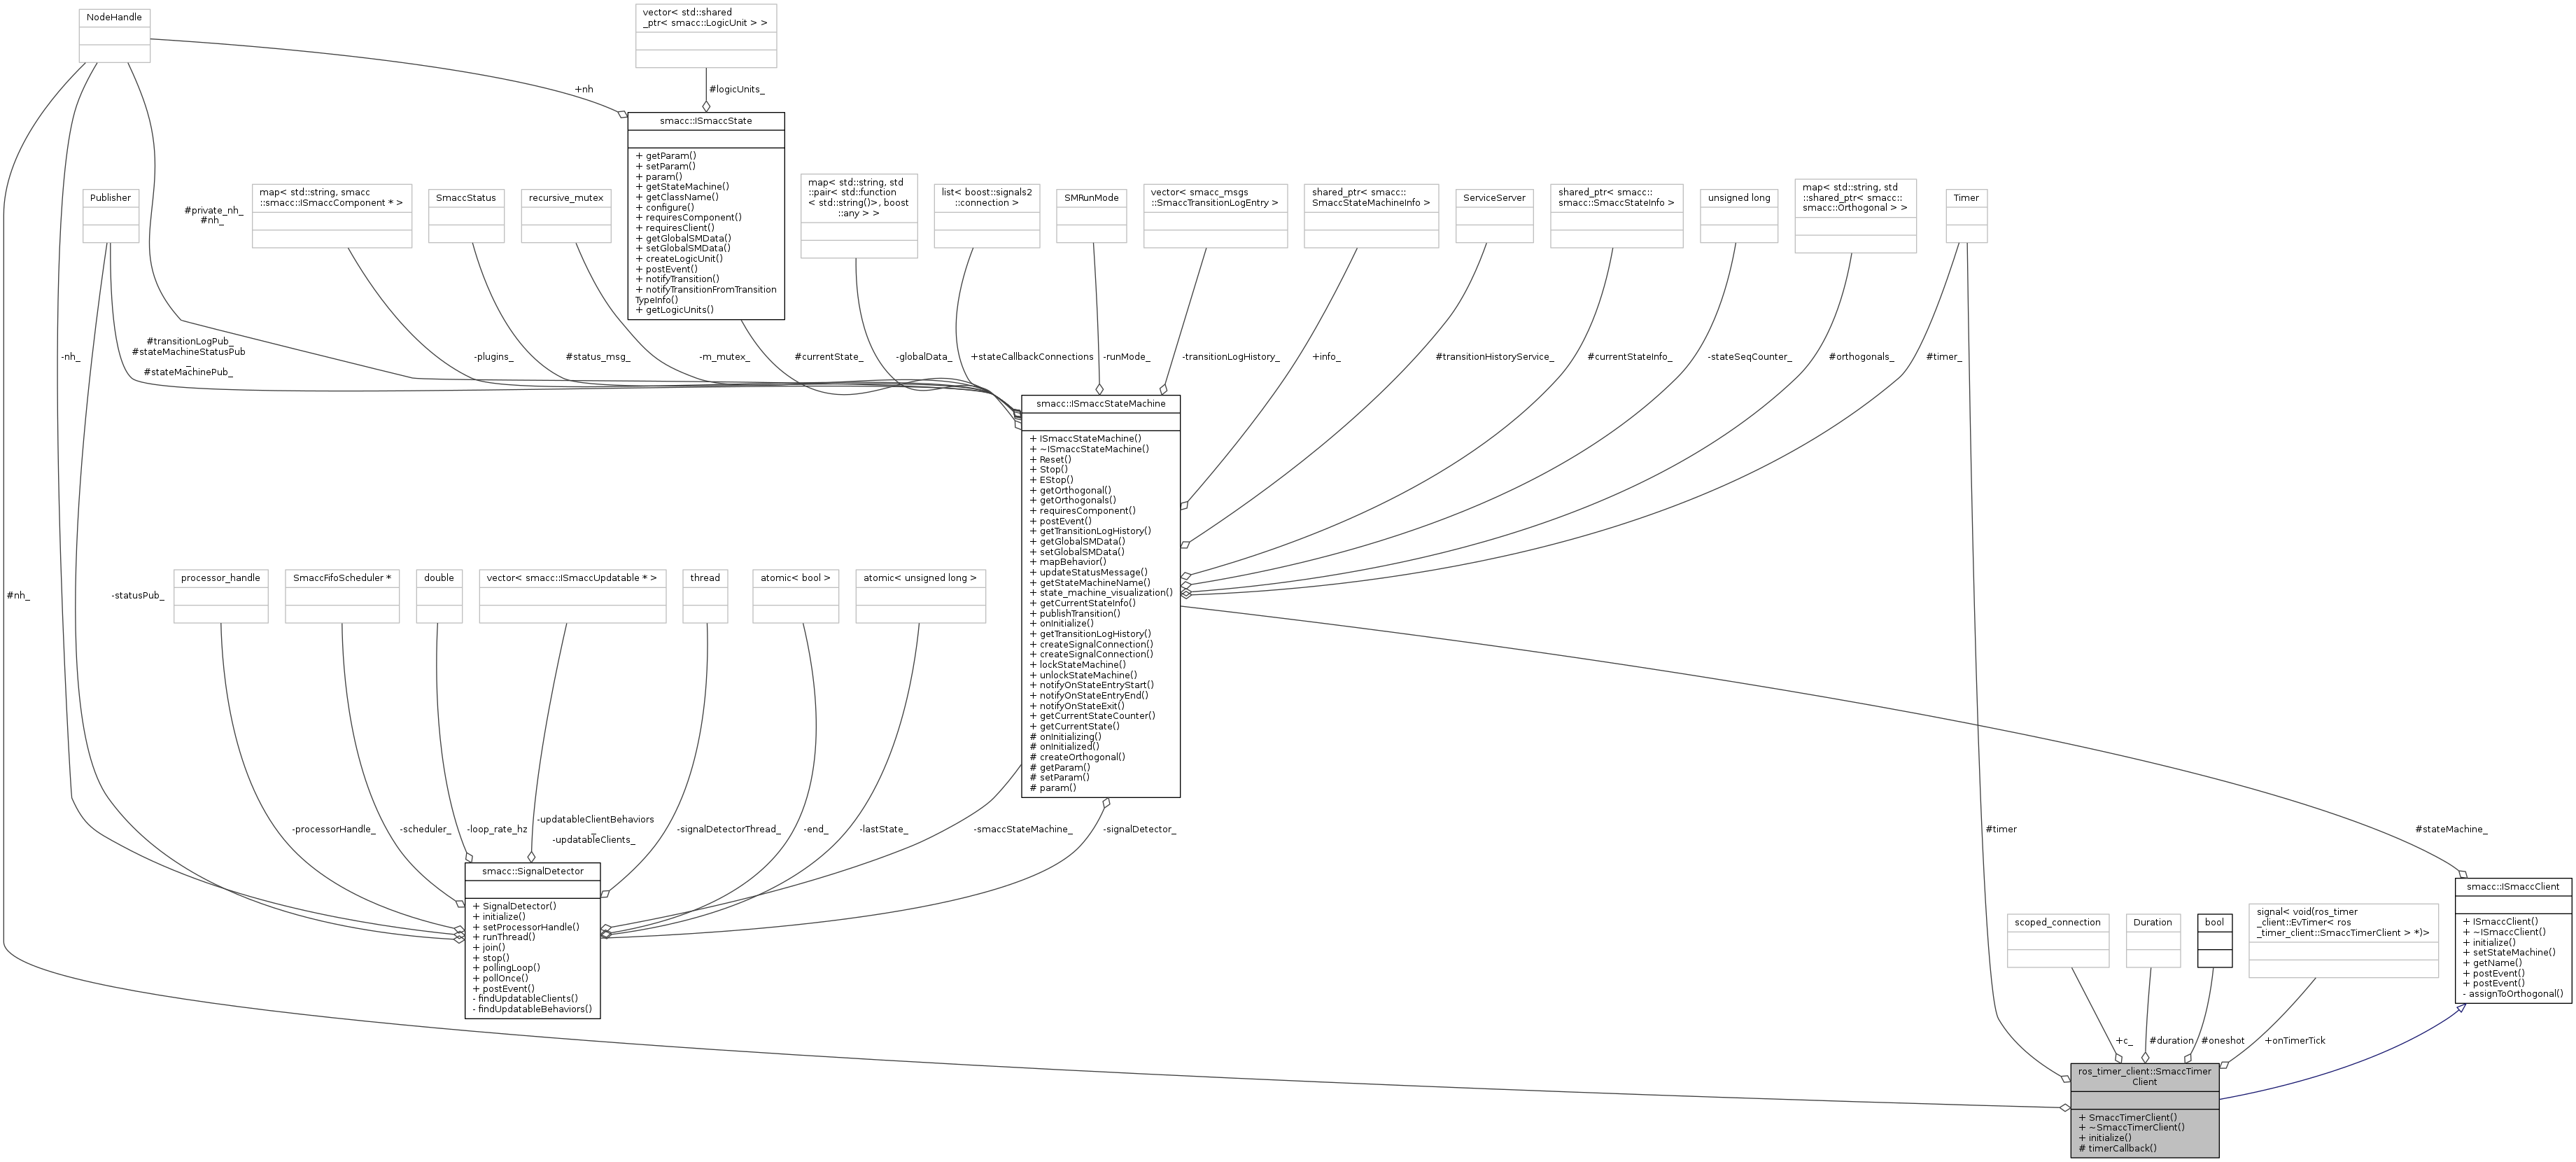 NodeHandle
vector< std::shared
_ptr< smacc::LogicUnit > >
+nh
#logicUnits_
smacc::ISmaccState
+ getParam()
+ setParam()
+ param()
+ getStateMachine()
+ getClassName()
+ configure()
+ requiresComponent()
+ requiresClient()
+ getGlobalSMData()
+ setGlobalSMData()
+ createLogicUnit()
+ postEvent()
+ notifyTransition()
+ notifyTransitionFromTransition
TypeInfo()
+ getLogicUnits()
Publisher
#private_nh_
#nh_
map< std::string, smacc
::smacc::ISmaccComponent * >
SmaccStatus
recursive_mutex
map< std::string, std
::pair< std::function
< std::string()>, boost
::any > >
list< boost::signals2
::connection >
SMRunMode
vector< smacc_msgs
::SmaccTransitionLogEntry >
shared_ptr< smacc::
SmaccStateMachineInfo >
ServiceServer
shared_ptr< smacc::
smacc::SmaccStateInfo >
unsigned long
map< std::string, std
::shared_ptr< smacc::
smacc::Orthogonal > >
Timer
-nh_
#transitionLogPub_
#stateMachineStatusPub
_
#stateMachinePub_
-plugins_
#status_msg_
-m_mutex_
#currentState_
-globalData_
+stateCallbackConnections
-runMode_
-transitionLogHistory_
+info_
#transitionHistoryService_
#currentStateInfo_
-stateSeqCounter_
#orthogonals_
#timer_
smacc::ISmaccStateMachine
+ ISmaccStateMachine()
+ ~ISmaccStateMachine()
+ Reset()
+ Stop()
+ EStop()
+ getOrthogonal()
+ getOrthogonals()
+ requiresComponent()
+ postEvent()
+ getTransitionLogHistory()
+ getGlobalSMData()
+ setGlobalSMData()
+ mapBehavior()
+ updateStatusMessage()
+ getStateMachineName()
+ state_machine_visualization()
+ getCurrentStateInfo()
+ publishTransition()
+ onInitialize()
+ getTransitionLogHistory()
+ createSignalConnection()
+ createSignalConnection()
+ lockStateMachine()
+ unlockStateMachine()
+ notifyOnStateEntryStart()
+ notifyOnStateEntryEnd()
+ notifyOnStateExit()
+ getCurrentStateCounter()
+ getCurrentState()
# onInitializing()
# onInitialized()
# createOrthogonal()
# getParam()
# setParam()
# param()
#nh_
-statusPub_
processor_handle
SmaccFifoScheduler *
double
vector< smacc::ISmaccUpdatable * >
thread
atomic< bool >
atomic< unsigned long >
-processorHandle_
-scheduler_
-loop_rate_hz
-updatableClientBehaviors
_
-updatableClients_
-signalDetectorThread_
-end_
-lastState_
-smaccStateMachine_
-signalDetector_
#timer
#stateMachine_
smacc::SignalDetector
+ SignalDetector()
+ initialize()
+ setProcessorHandle()
+ runThread()
+ join()
+ stop()
+ pollingLoop()
+ pollOnce()
+ postEvent()
- findUpdatableClients()
- findUpdatableBehaviors()
scoped_connection
Duration
bool
signal< void(ros_timer
_client::EvTimer< ros
_timer_client::SmaccTimerClient > *)>
smacc::ISmaccClient
+ ISmaccClient()
+ ~ISmaccClient()
+ initialize()
+ setStateMachine()
+ getName()
+ postEvent()
+ postEvent()
- assignToOrthogonal()
+c_
#duration
#oneshot
+onTimerTick
ros_timer_client::SmaccTimer
Client
+ SmaccTimerClient()
+ ~SmaccTimerClient()
+ initialize()
# timerCallback()